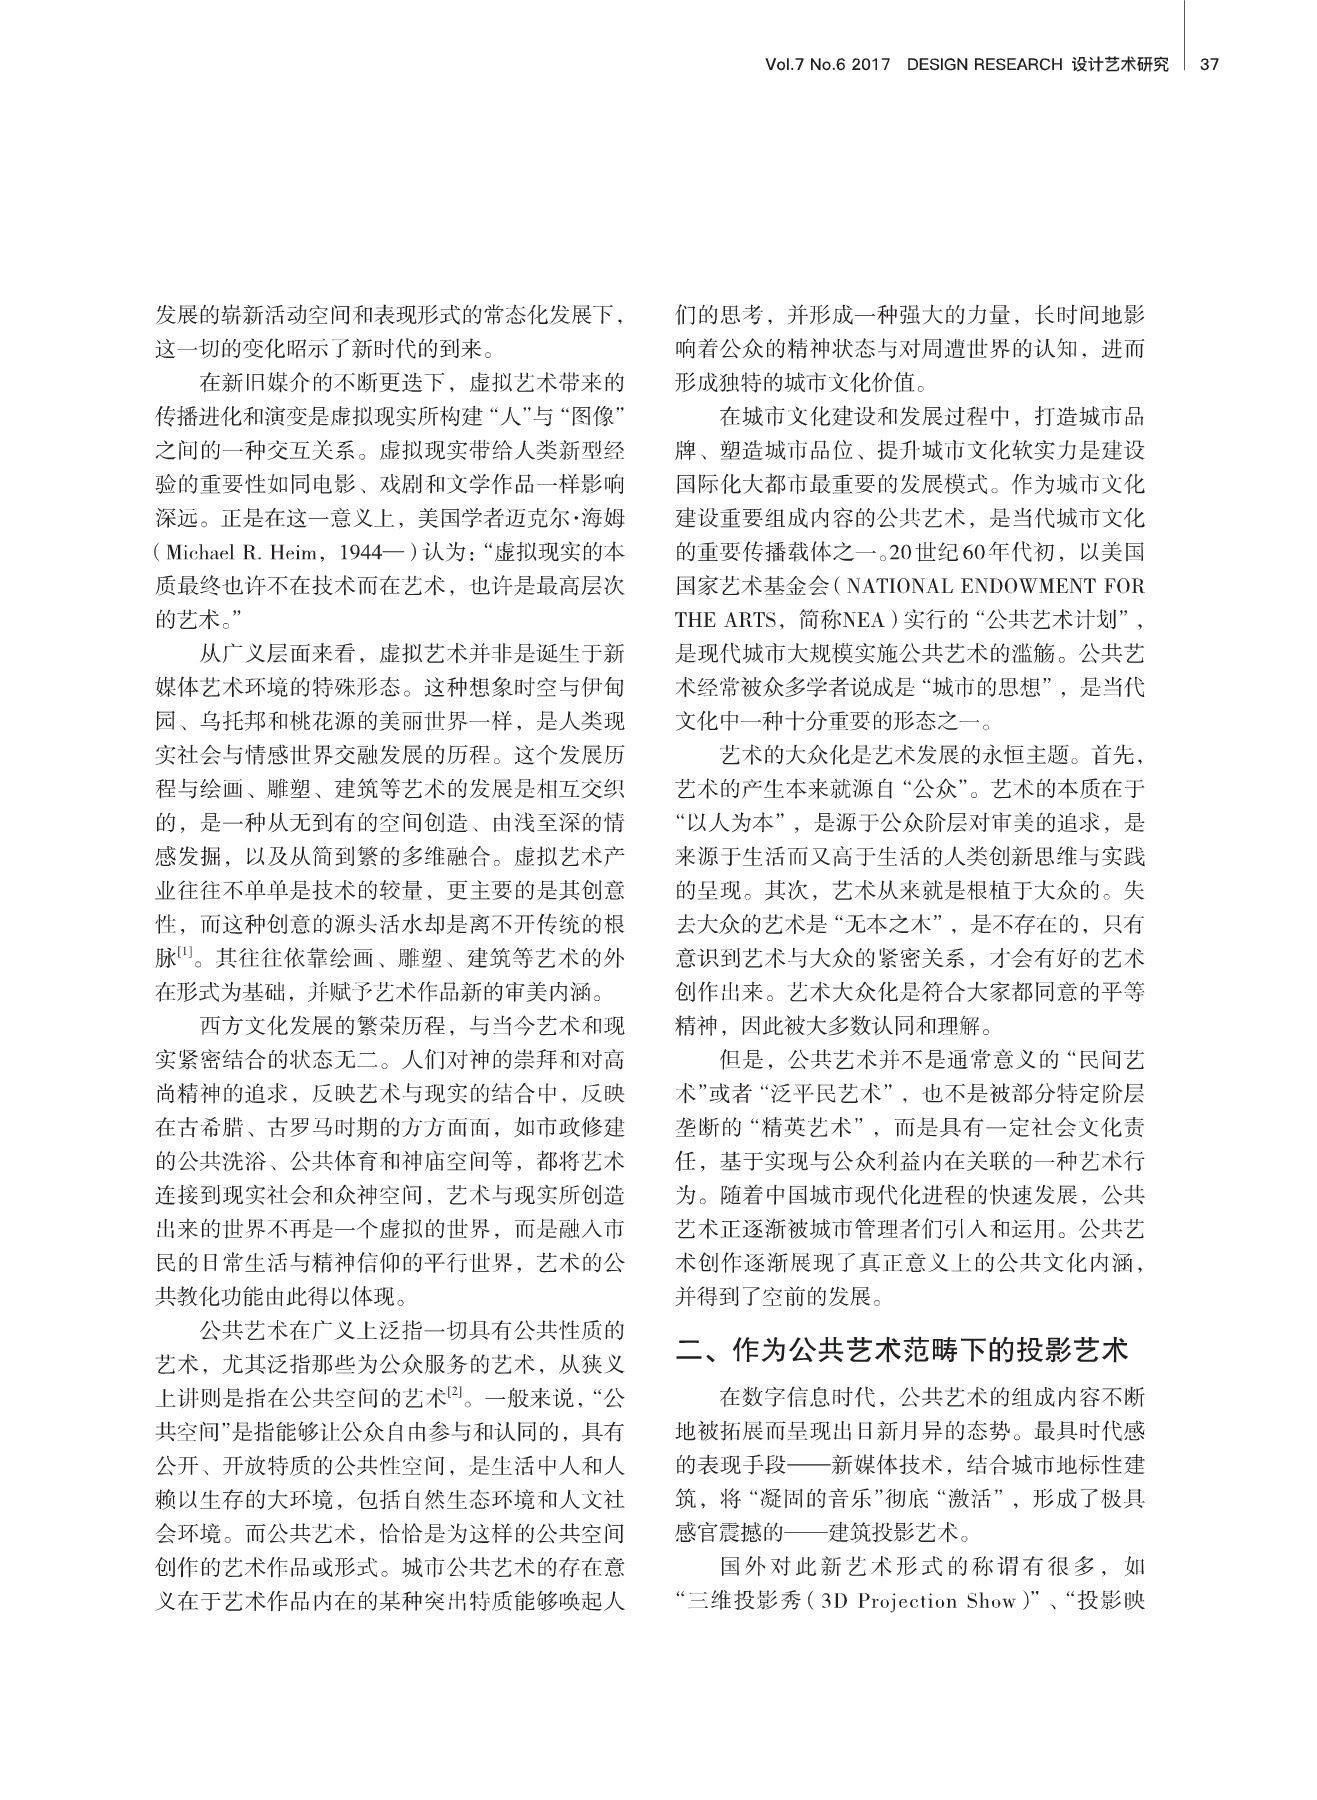 Vol.7 No.6 2017 DESIGN RESEARCH 设计艺术研究 37
发展的崭新活动空间和表现形式的常态化发展下，
这一切的变化昭示了新时代的到来。
在新旧媒介的不断更迭下，虚拟艺术带来的
传播进化和演变是虚拟现实所构建“人”与“图像”
之间的一种交互关系。虚拟现实带给人类新型经
验的重要性如同电影、戏剧和文学作品一样影响
深远。正是在这一意义上，美国学者迈克尔·海姆
（Michael R. Heim，1944—）认为：“虚拟现实的本
质最终也许不在技术而在艺术，也许是最高层次
的艺术。”
从广义层面来看，虚拟艺术并非是诞生于新
媒体艺术环境的特殊形态。这种想象时空与伊甸
园、乌托邦和桃花源的美丽世界一样，是人类现
实社会与情感世界交融发展的历程。这个发展历
程与绘画、雕塑、建筑等艺术的发展是相互交织
的，是一种从无到有的空间创造、由浅至深的情
感发掘，以及从简到繁的多维融合。虚拟艺术产
业往往不单单是技术的较量，更主要的是其创意
性，而这种创意的源头活水却是离不开传统的根
脉[1]。其往往依靠绘画、雕塑、建筑等艺术的外
在形式为基础，并赋予艺术作品新的审美内涵。
西方文化发展的繁荣历程，与当今艺术和现
实紧密结合的状态无二。人们对神的崇拜和对高
尚精神的追求，反映艺术与现实的结合中，反映
在古希腊、古罗马时期的方方面面，如市政修建
的公共洗浴、公共体育和神庙空间等，都将艺术
连接到现实社会和众神空间，艺术与现实所创造
出来的世界不再是一个虚拟的世界，而是融入市
民的日常生活与精神信仰的平行世界，艺术的公
共教化功能由此得以体现。
公共艺术在广义上泛指一切具有公共性质的
艺术，尤其泛指那些为公众服务的艺术，从狭义
上讲则是指在公共空间的艺术[2]。一般来说，“公
共空间”是指能够让公众自由参与和认同的，具有
公开、开放特质的公共性空间，是生活中人和人
赖以生存的大环境，包括自然生态环境和人文社
会环境。而公共艺术，恰恰是为这样的公共空间
创作的艺术作品或形式。城市公共艺术的存在意
义在于艺术作品内在的某种突出特质能够唤起人
们的思考，并形成一种强大的力量，长时间地影
响着公众的精神状态与对周遭世界的认知，进而
形成独特的城市文化价值。
在城市文化建设和发展过程中，打造城市品
牌、塑造城市品位、提升城市文化软实力是建设
国际化大都市最重要的发展模式。作为城市文化
建设重要组成内容的公共艺术，是当代城市文化
的重要传播载体之一。20世纪60年代初，以美国
国家艺术基金会（NATIONAL ENDOWMENT FOR
THE ARTS，简称NEA）实行的“公共艺术计划”，
是现代城市大规模实施公共艺术的滥觞。公共艺
术经常被众多学者说成是“城市的思想”，是当代
文化中一种十分重要的形态之一。
艺术的大众化是艺术发展的永恒主题。首先，
艺术的产生本来就源自“公众”。艺术的本质在于
“以人为本”，是源于公众阶层对审美的追求，是
来源于生活而又高于生活的人类创新思维与实践
的呈现。其次，艺术从来就是根植于大众的。失
去大众的艺术是“无本之木”，是不存在的，只有
意识到艺术与大众的紧密关系，才会有好的艺术
创作出来。艺术大众化是符合大家都同意的平等
精神，因此被大多数认同和理解。
但是，公共艺术并不是通常意义的“民间艺
术”或者“泛平民艺术”，也不是被部分特定阶层
垄断的“精英艺术”，而是具有一定社会文化责
任，基于实现与公众利益内在关联的一种艺术行
为。随着中国城市现代化进程的快速发展，公共
艺术正逐渐被城市管理者们引入和运用。公共艺
术创作逐渐展现了真正意义上的公共文化内涵，
并得到了空前的发展。
二、作为公共艺术范畴下的投影艺术
在数字信息时代，公共艺术的组成内容不断
地被拓展而呈现出日新月异的态势。最具时代感
的表现手段——新媒体技术，结合城市地标性建
筑，将“凝固的音乐”彻底“激活”，形成了极具
感官震撼的——建筑投影艺术。
国外对此新艺术形式的称谓有很多，如
“三维投影秀（3D Projection Show）”、“投影映